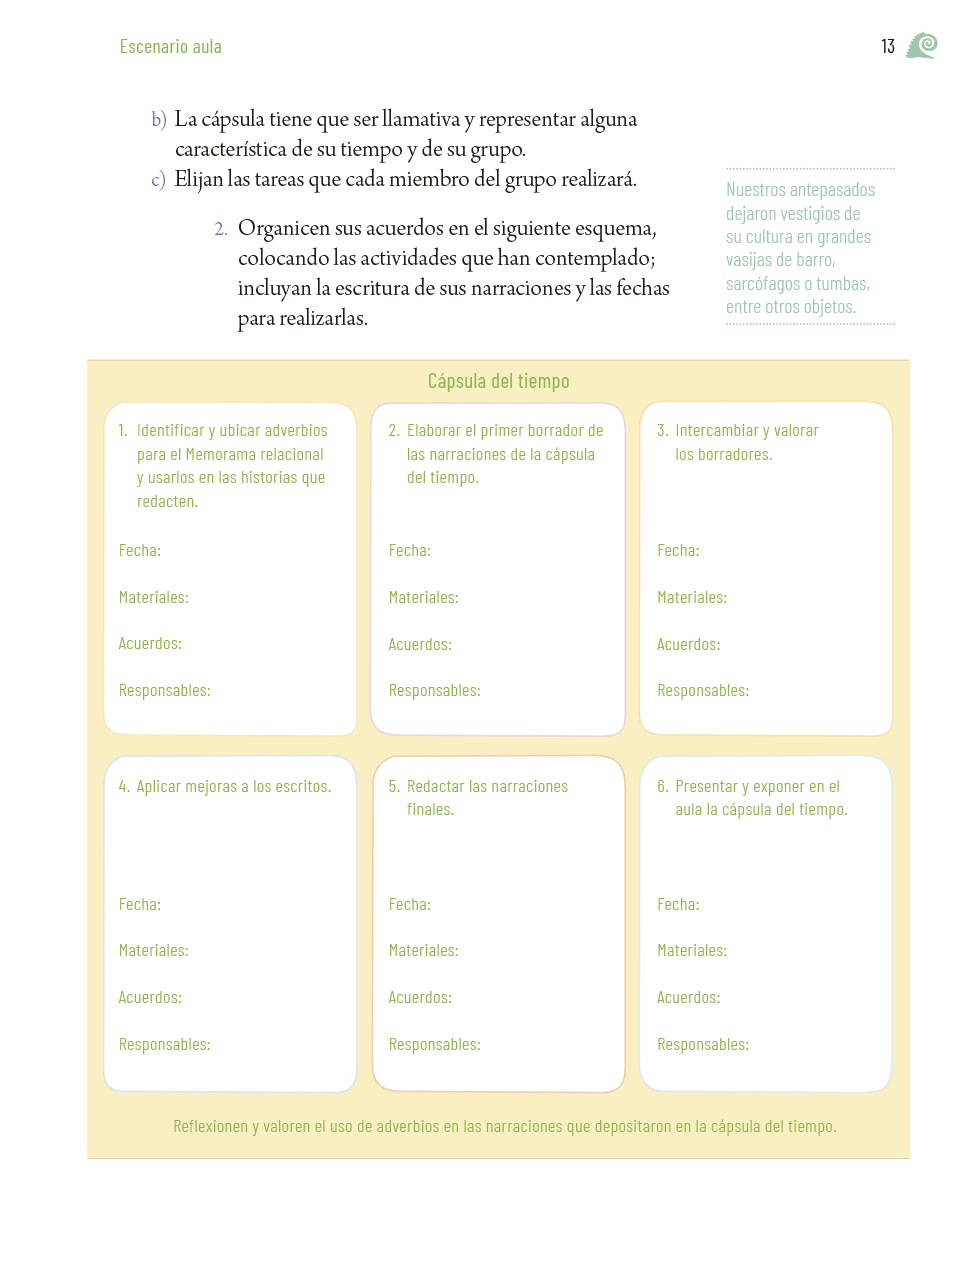 Escenario aula
13
b) La cápsula tiene que ser llamativa y representar alguna
característica de su tiempo y de su grupo.
c) Elijan las tareas que cada miembro del grupo realizará.
2. Organicen sus acuerdos en el siguiente esquema,
colocando las actividades que han contemplado;
incluyan la escritura de sus narraciones y las fechas
para realizarlas.
Nuestros antepasados
dejaron vestigios de
su cultura en grandes
vasijas de barro,
sarcófagos o tumbas,
entre otros objetos.
Cápsula del tiempo
1. Identificar y ubicar adverbios
para el Memorama relacional
y usarlos en las historias que
redacten.
Fecha:
Materiales:
Acuerdos:
Responsables:
2. Elaborar el primer borrador de
las narraciones de la cápsula
del tiempo.
Fecha:
Materiales:
Acuerdos:
Responsables:
3. Intercambiar y valorar
los borradores.
Fecha:
Materiales:
Acuerdos:
Responsables:
4. Aplicar mejoras a los escritos.
Fecha:
Materiales:
Acuerdos:
Responsables:
5. Redactar las narraciones
finales.
Fecha:
Materiales:
Acuerdos:
Responsables:
6. Presentar y exponer en el
aula la cápsula del tiempo.
Fecha:
Materiales:
Acuerdos:
Responsables:
Reflexionen y valoren el uso de adverbios en las narraciones que depositaron en la cápsula del tiempo.